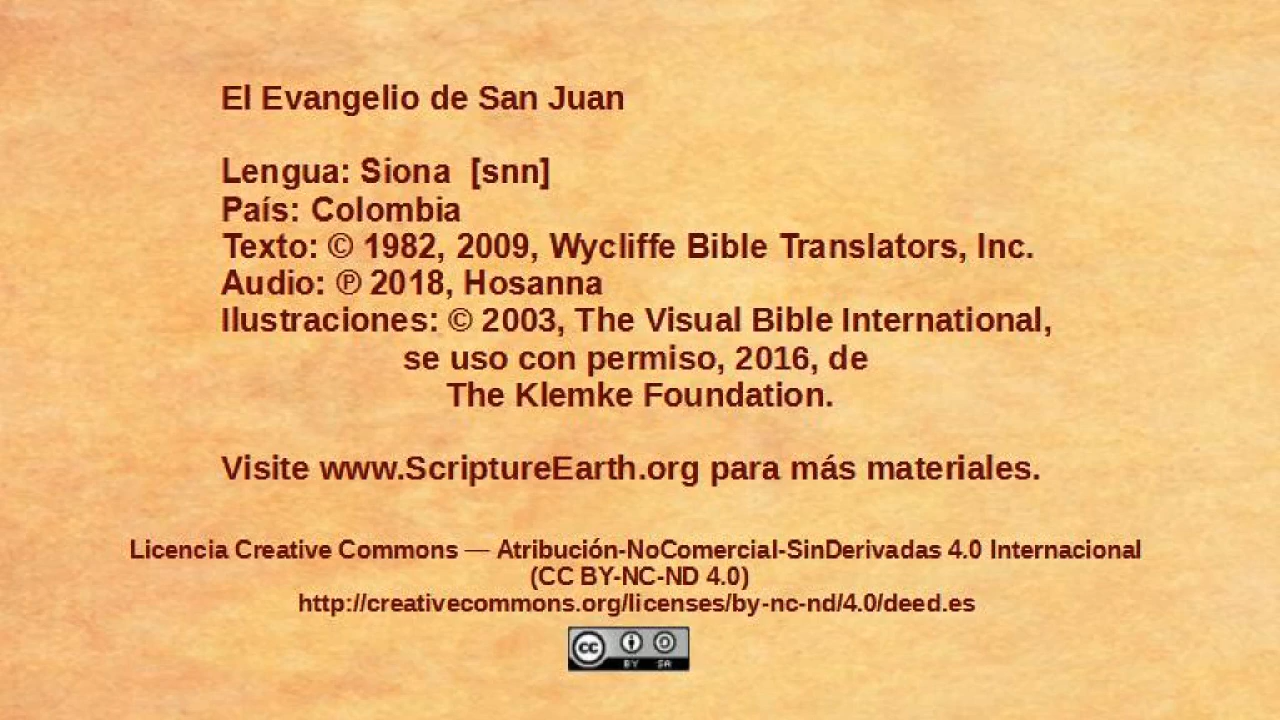 El Evangelio de San Juan
Lengua: Siona [snn]
País: Colombia
Texto: © 1982, 2009, Wycliffe Bible Translators, Inc.
Audio: ℗ 2018, Hosanna
Ilustraciones: © 2003, The Visual Bible International,
se uso con permiso, 2016, de
The Klemke Foundation.
Visite www.ScriptureEarth.org para más materiales.
Licencia Creative Commons — Atribución-NoComercial-SinDerivadas 4.0 Internacional
(CC BY-NC-ND 4.0)
http://creativecommons.org/licenses/by-nc-nd/4.0/deed.es
cc BY SA